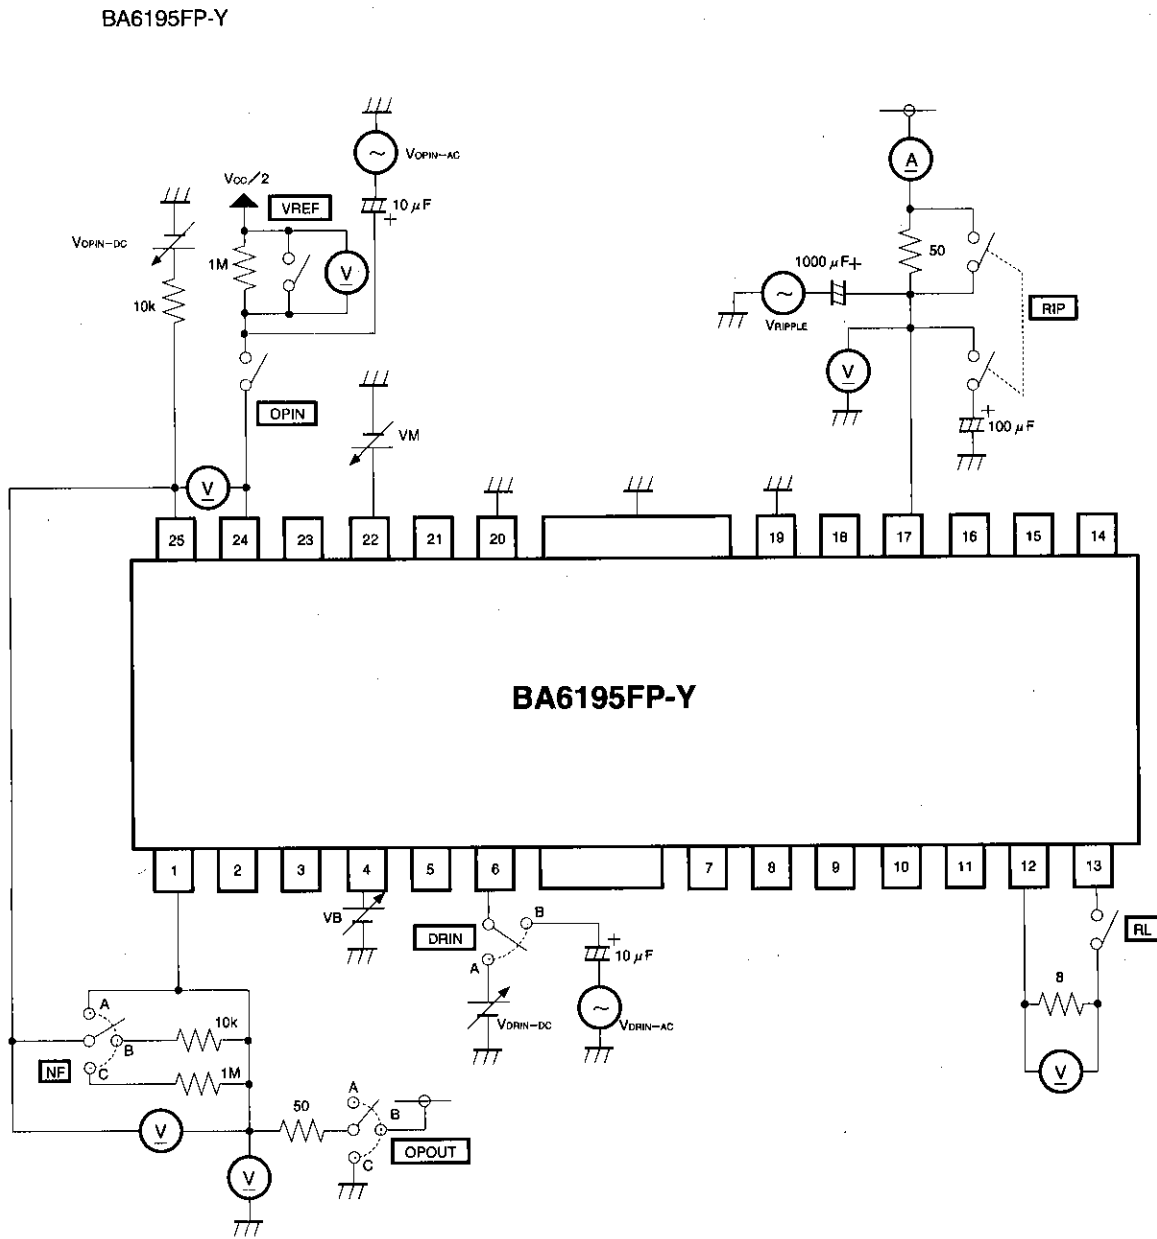 BA6195FP-Y
VOPIN-AC
10 μF
+
VCC/2
VREF
VOPIN-DC
1M
V
10k
OPIN
VM
V
A
50
1000 μF+
VRIPPLE
RIP
V
+
100 μF
25 24 23 22 21 20 19 18 17 16 15 14
BA6195FP-Y
1 2 3 4 5 6 7 8 9 10 11 12 13
VB
DRIN
B
A
+
10 μF
VDRIN-DC
VDRIN-AC
RL
8
V
A
10k
B
NF
C
1M
V
50
A
B
C
OPOUT
V